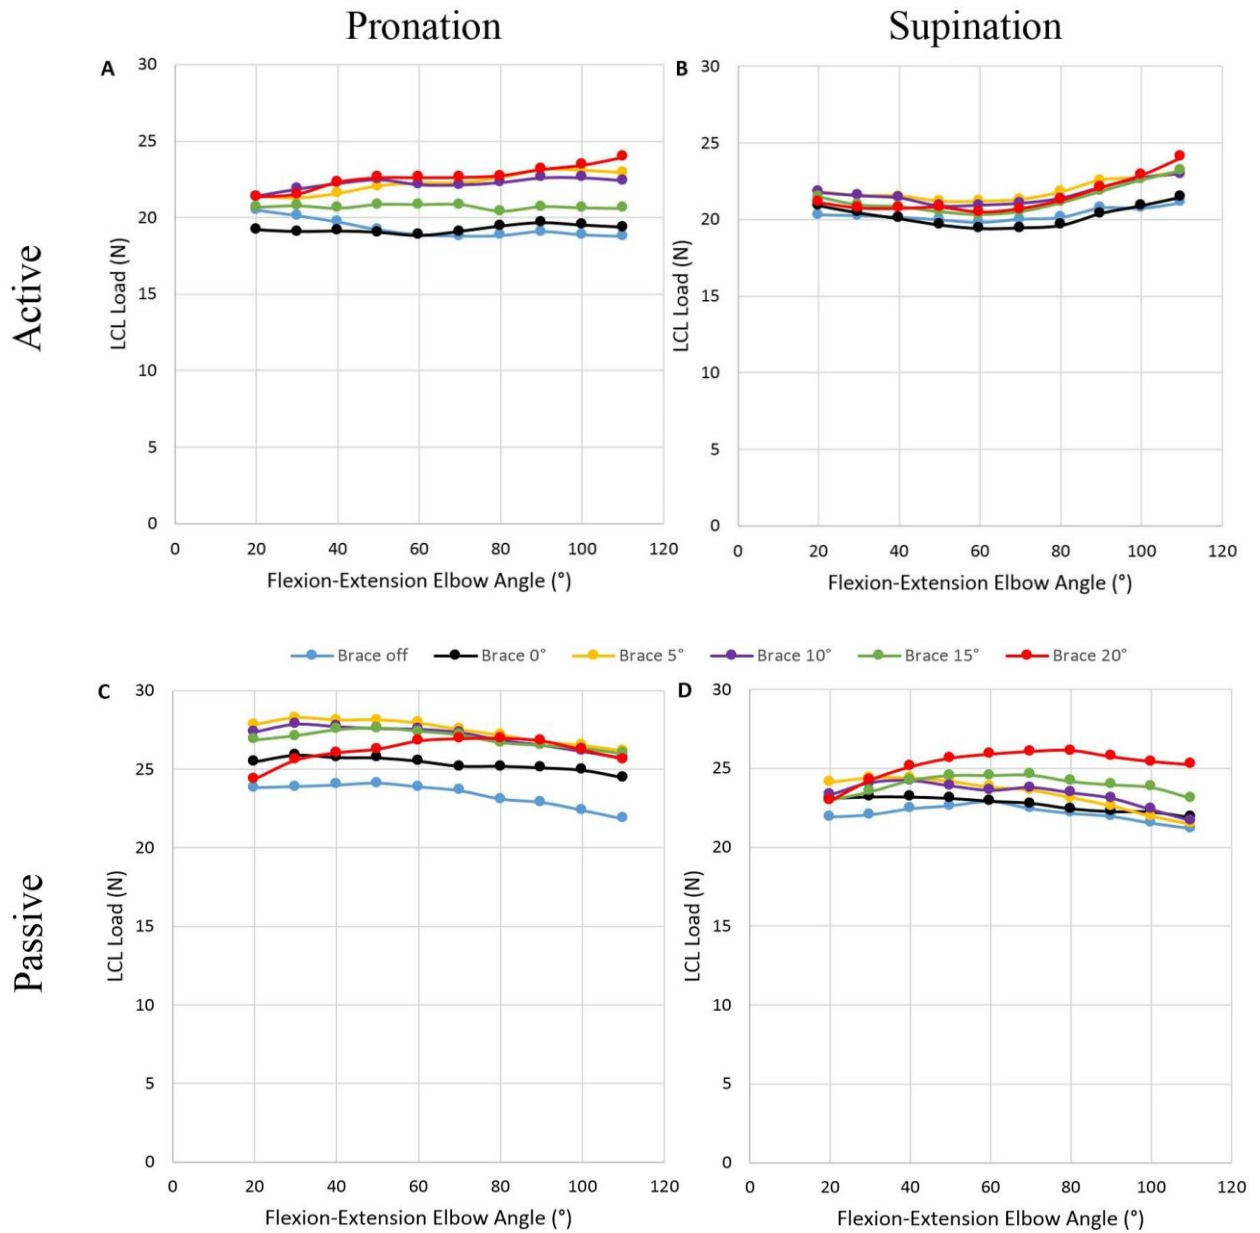 Pronation
Supination
Active
A
30
25
20
15
10
5
0
LCL Load (N)
0 20 40 60 80 100 120
Flexion-Extension Elbow Angle (°)
B
30
25
20
15
10
5
0
LCL Load (N)
0 20 40 60 80 100 120
Flexion-Extension Elbow Angle (°)
Brace off Brace 0° Brace 5° Brace 10° Brace 15° Brace 20°
Passive
C
30
25
20
15
10
5
0
LCL Load (N)
0 20 40 60 80 100 120
Flexion-Extension Elbow Angle (°)
D
30
25
20
15
10
5
0
LCL Load (N)
0 20 40 60 80 100 120
Flexion-Extension Elbow Angle (°)